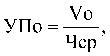 УПо = Vo / Чср,